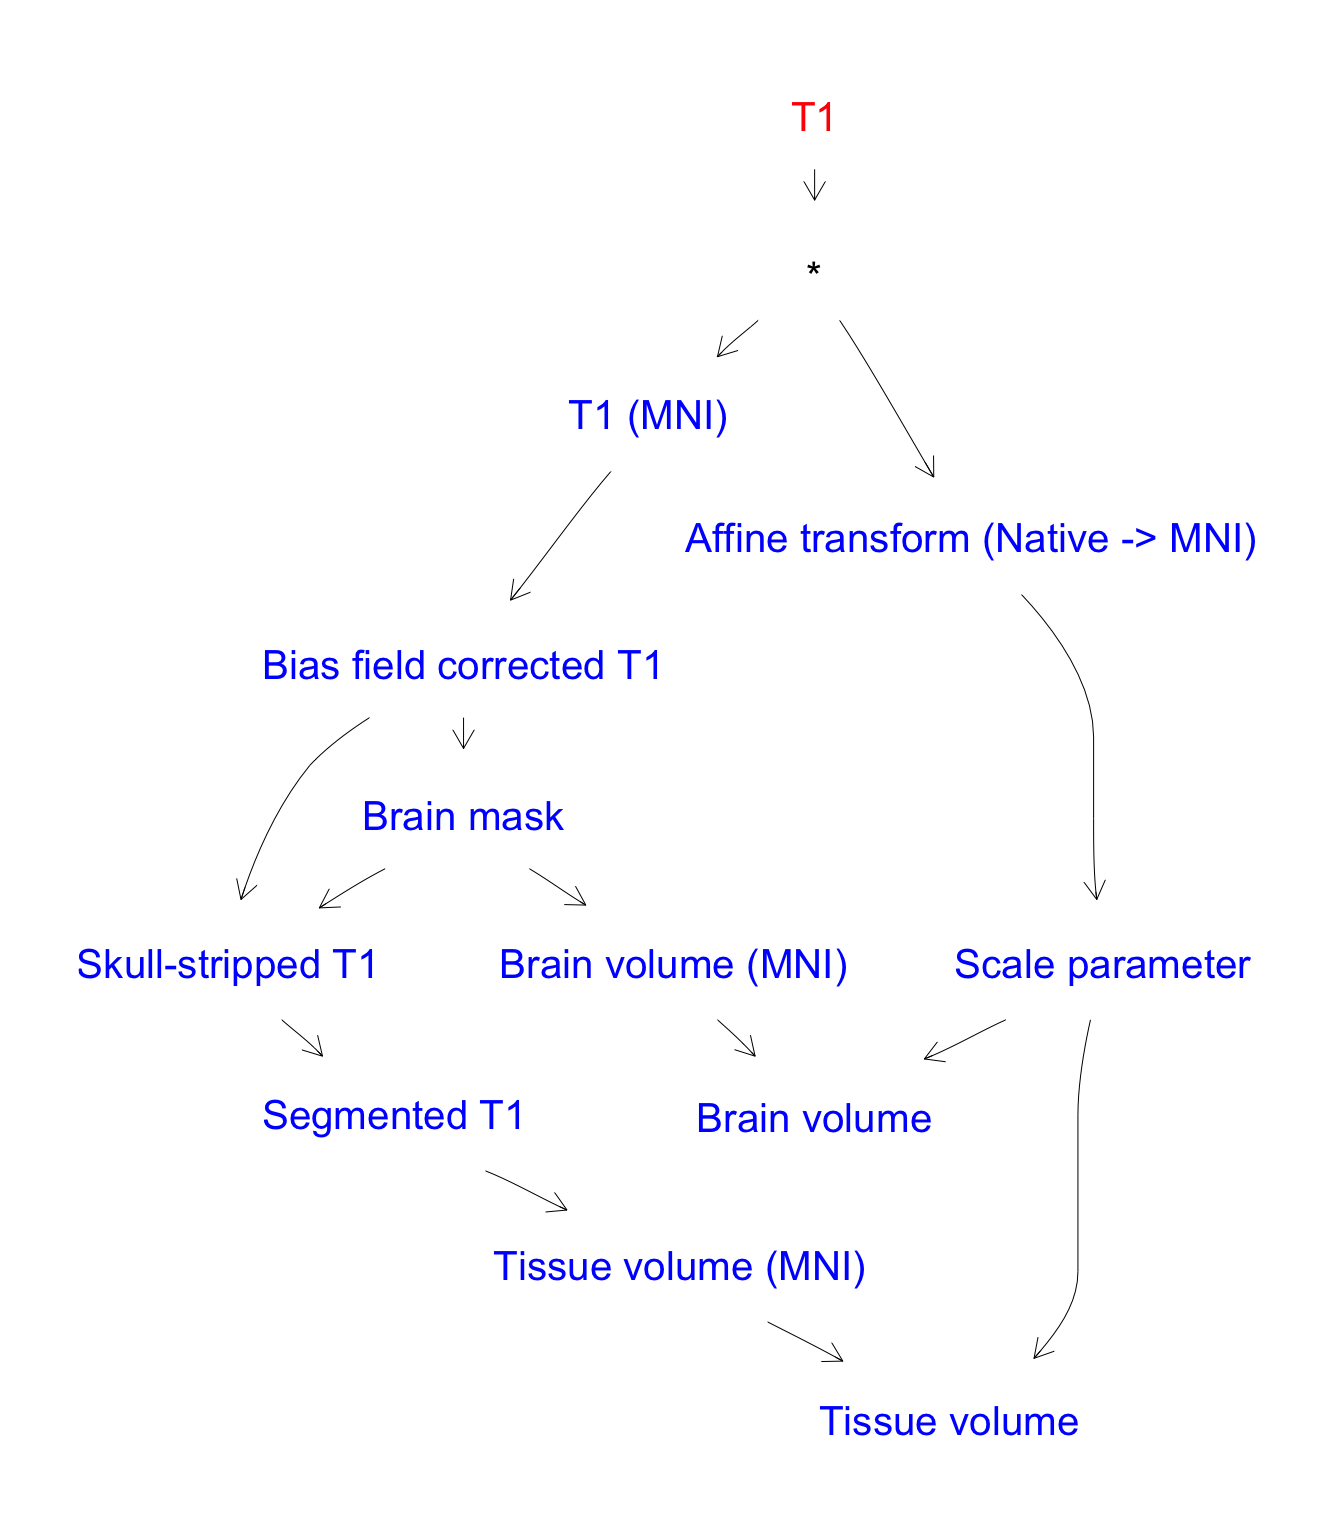 T1
*
T1 (MNI)
Affine transform (Native -> MNI)
Bias field corrected T1
Brain mask
Skull-stripped T1
Brain volume (MNI)
Scale parameter
Segmented T1
Brain volume
Tissue volume (MNI)
Tissue volume